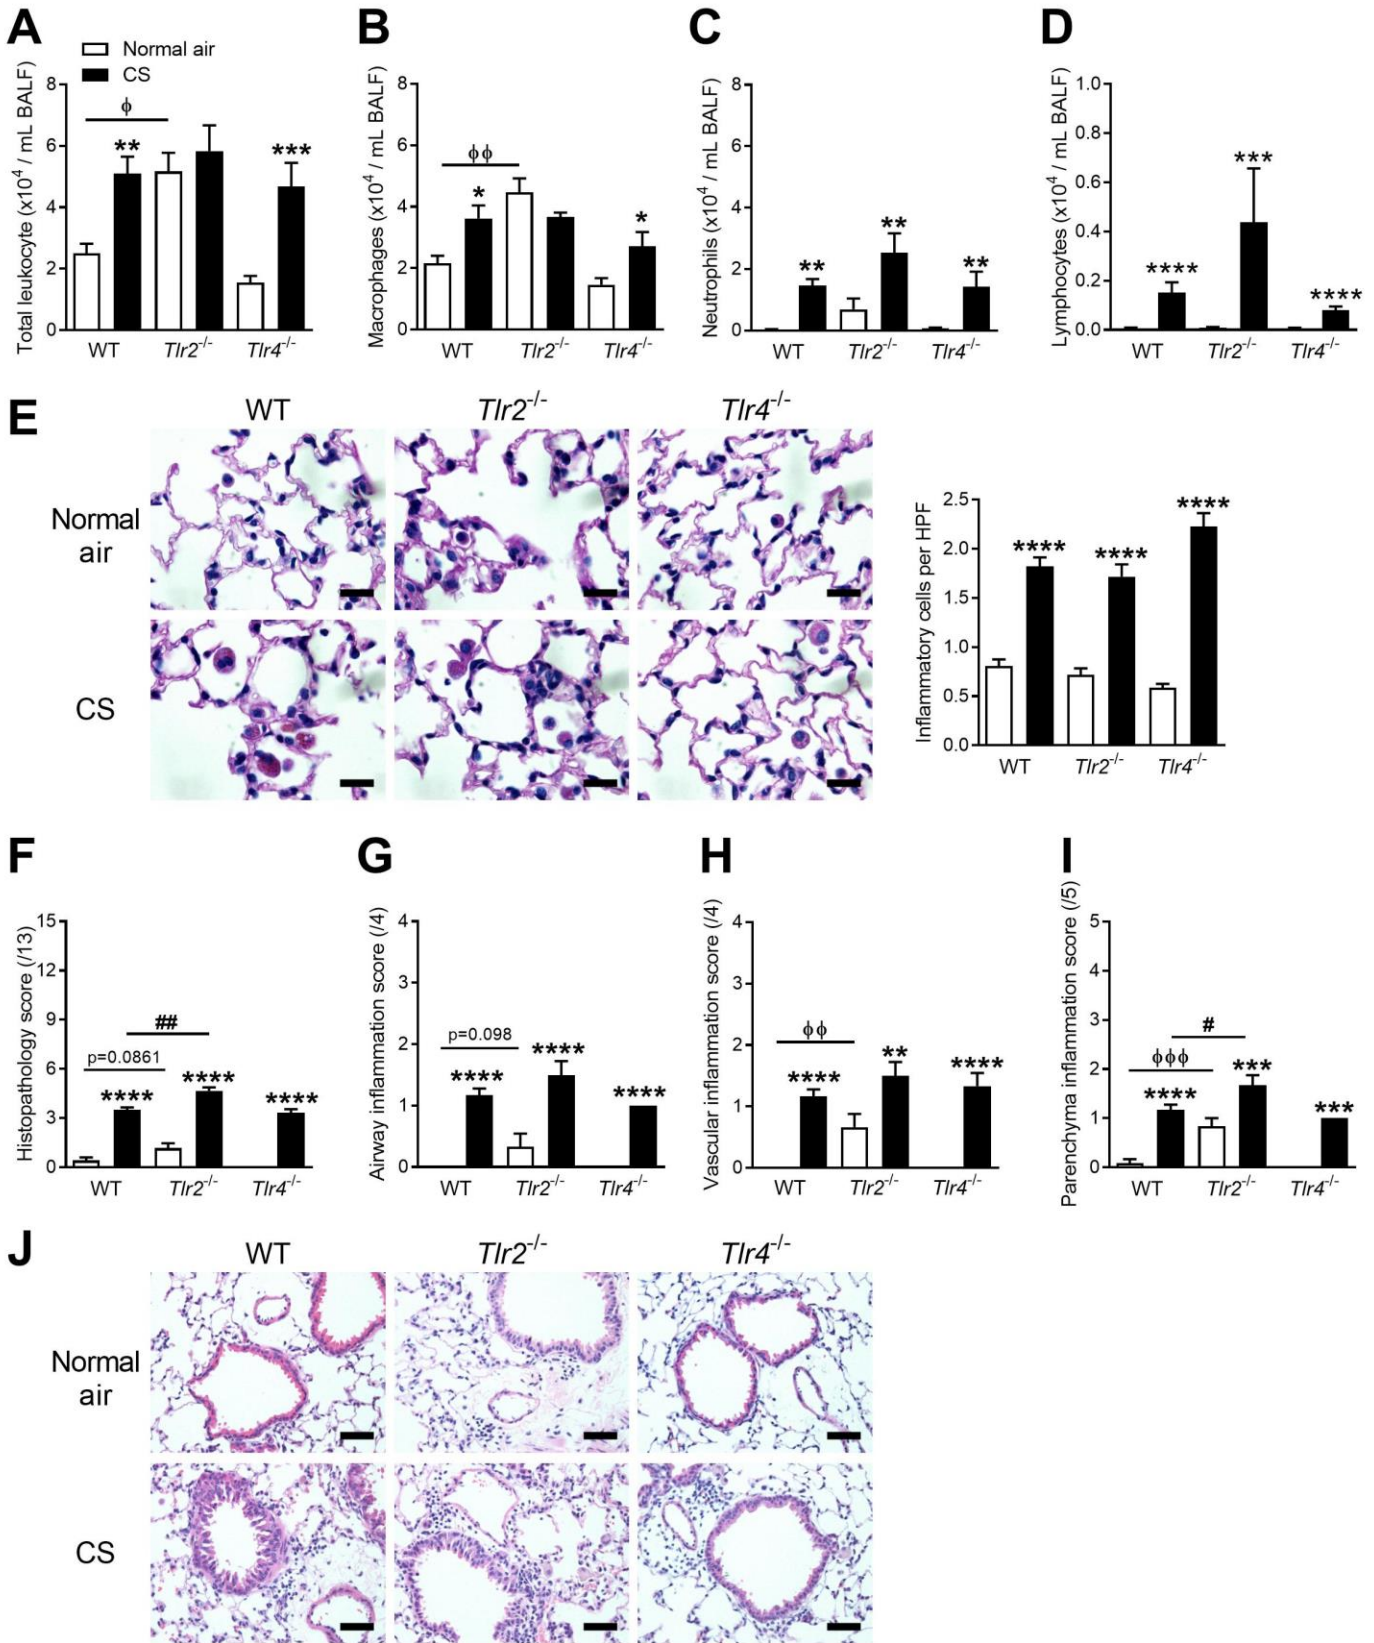 A
B
C
D
Normal air
CS
Total leukocyte (x10⁴ / mL BALF)
8
6
4
2
0
ϕ
**
***
WT
Tlr2⁻/⁻
Tlr4⁻/⁻
Macrophages (x10⁴ / mL BALF)
8
6
4
2
0
ϕϕ
*
*
WT
Tlr2⁻/⁻
Tlr4⁻/⁻
Neutrophils (x10⁴ / mL BALF)
8
6
4
2
0
**
**
**
WT
Tlr2⁻/⁻
Tlr4⁻/⁻
Lymphocytes (x10⁴ / mL BALF)
1.0
0.8
0.6
0.4
0.2
0.0
****
***
****
WT
Tlr2⁻/⁻
Tlr4⁻/⁻
E
WT
Tlr2⁻/⁻
Tlr4⁻/⁻
Normal
air
CS
Inflammatory cells per HPF
2.5
2.0
1.5
1.0
0.5
0.0
****
****
****
WT
Tlr2⁻/⁻
Tlr4⁻/⁻
F
G
H
I
Histopathology score (/13)
15
12
9
6
3
0
##
p=0.0861
****
****
****
WT
Tlr2⁻/⁻
Tlr4⁻/⁻
Airway inflammation score (/4)
4
3
2
1
0
p=0.098
****
****
****
WT
Tlr2⁻/⁻
Tlr4⁻/⁻
Vascular inflammation score (/4)
4
3
2
1
0
ϕϕ
****
**
****
WT
Tlr2⁻/⁻
Tlr4⁻/⁻
Parenchyma inflammation score (/5)
5
4
3
2
1
0
#
ϕϕϕ
****
***
***
WT
Tlr2⁻/⁻
Tlr4⁻/⁻
J
WT
Tlr2⁻/⁻
Tlr4⁻/⁻
Normal
air
CS